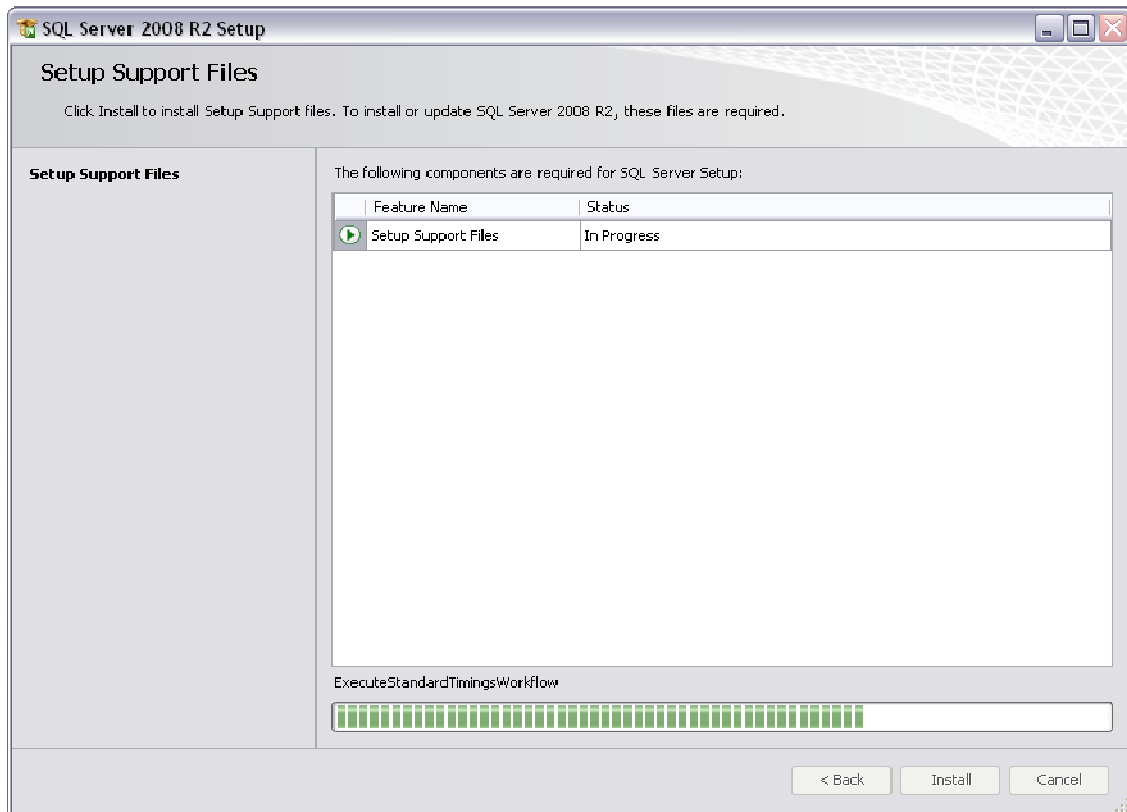 SQL Server 2008 R2 Setup
Setup Support Files
Click Install to install Setup Support files. To install or update SQL Server 2008 R2, these files are required.
Setup Support Files
The following components are required for SQL Server Setup:
Feature Name Status
Setup Support Files In Progress
ExecuteStandardTimingsWorkflow
< Back Install Cancel